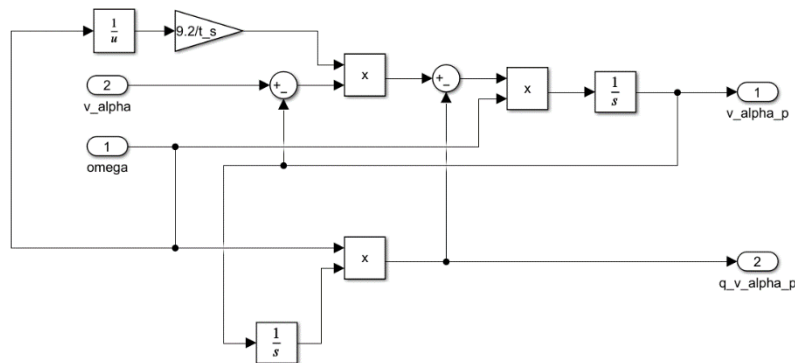 1
u
9.2/t_s
2
v_alpha
+
−
x
+
−
x
1
s
1
v_alpha_p
1
omega
x
2
q_v_alpha_p
1
s